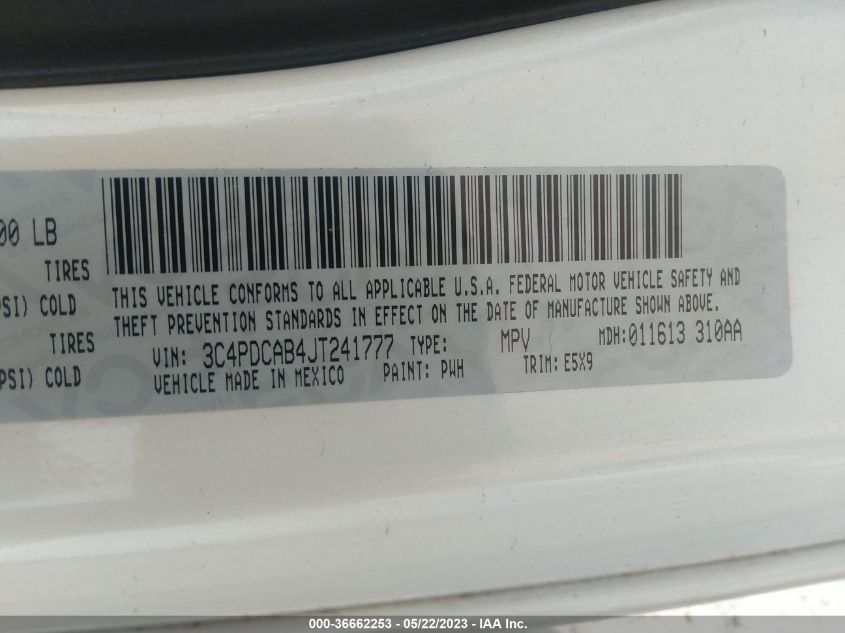 00 LB
TIRES
PSI) COLD
TIRES
PSI) COLD
THIS VEHICLE CONFORMS TO ALL APPLICABLE U.S.A. FEDERAL MOTOR VEHICLE SAFETY AND
THEFT PREVENTION STANDARDS IN EFFECT ON THE DATE OF MANUFACTURE SHOWN ABOVE.
VIN: 3C4PDCAB4JT241777 TYPE: MPV MDH:011613 310AA
VEHICLE MADE IN MEXICO PAINT: PWH TRIM: E5X9
000-36662253 - 05/22/2023 - IAA Inc.